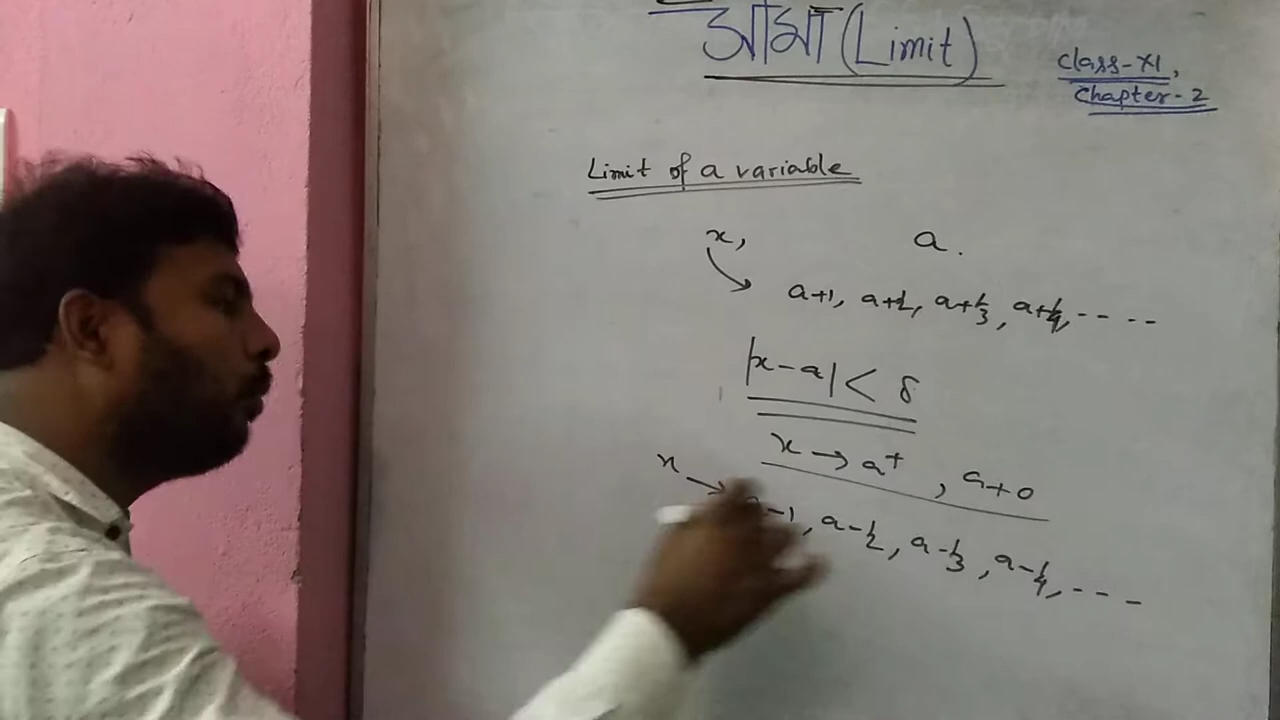 সীমা (Limit)
Class-XI,
Chapter-2
Limit of a variable
x, a.
a+1, a+1/2, a+1/3, a+1/4, - - - -
|x-a| < δ
x → a⁺, a+0
x → a-1, a-1/2, a-1/3, a-1/4, - - -